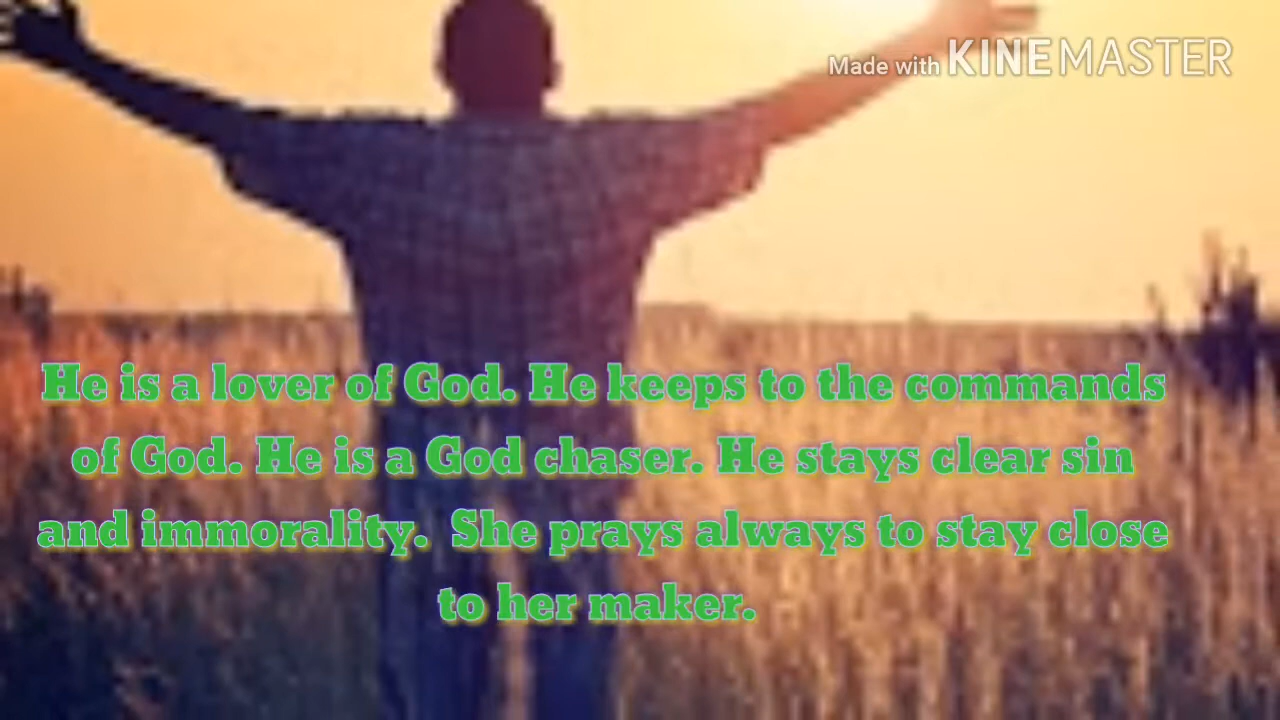 Made with KINEMASTER
He is a lover of God. He keeps to the commands
of God. He is a God chaser. He stays clear sin
and immorality. She prays always to stay close
to her maker.